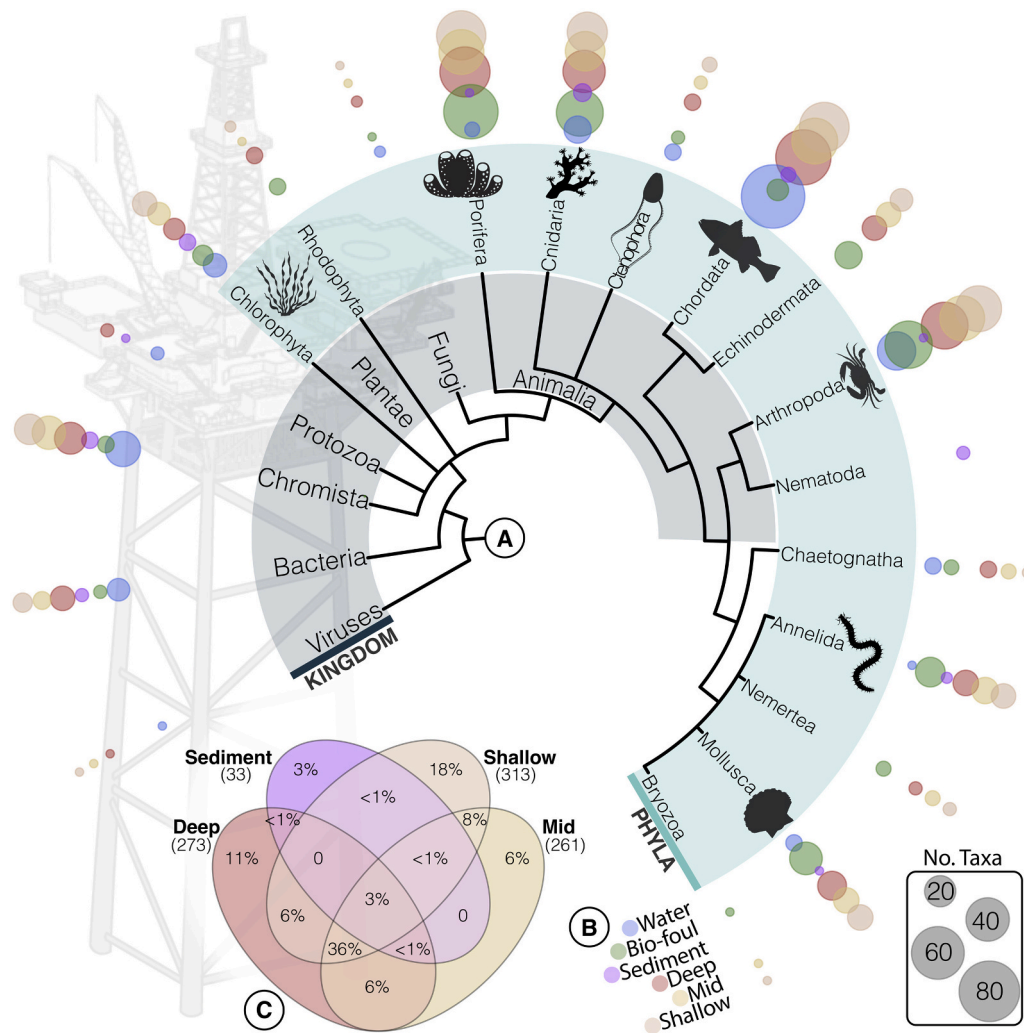 Porifera
Cnidaria
Ctenophora
Chordata
Echinodermata
Arthropoda
Nematoda
Chaetognatha
Annelida
Nemertea
Mollusca
Bryozoa
PHYLA
Rhodophyta
Chlorophyta
Fungi
Animalia
Plantae
Protozoa
Chromista
Bacteria
Viruses
KINGDOM
A
Sediment
(33)
Shallow
(313)
Deep
(273)
Mid
(261)
3%
18%
<1%
<1%
8%
11%
0
<1%
6%
3%
6%
0
36%
<1%
6%
C
B
Water
Bio-foul
Sediment
Deep
Mid
Shallow
No. Taxa
20
40
60
80